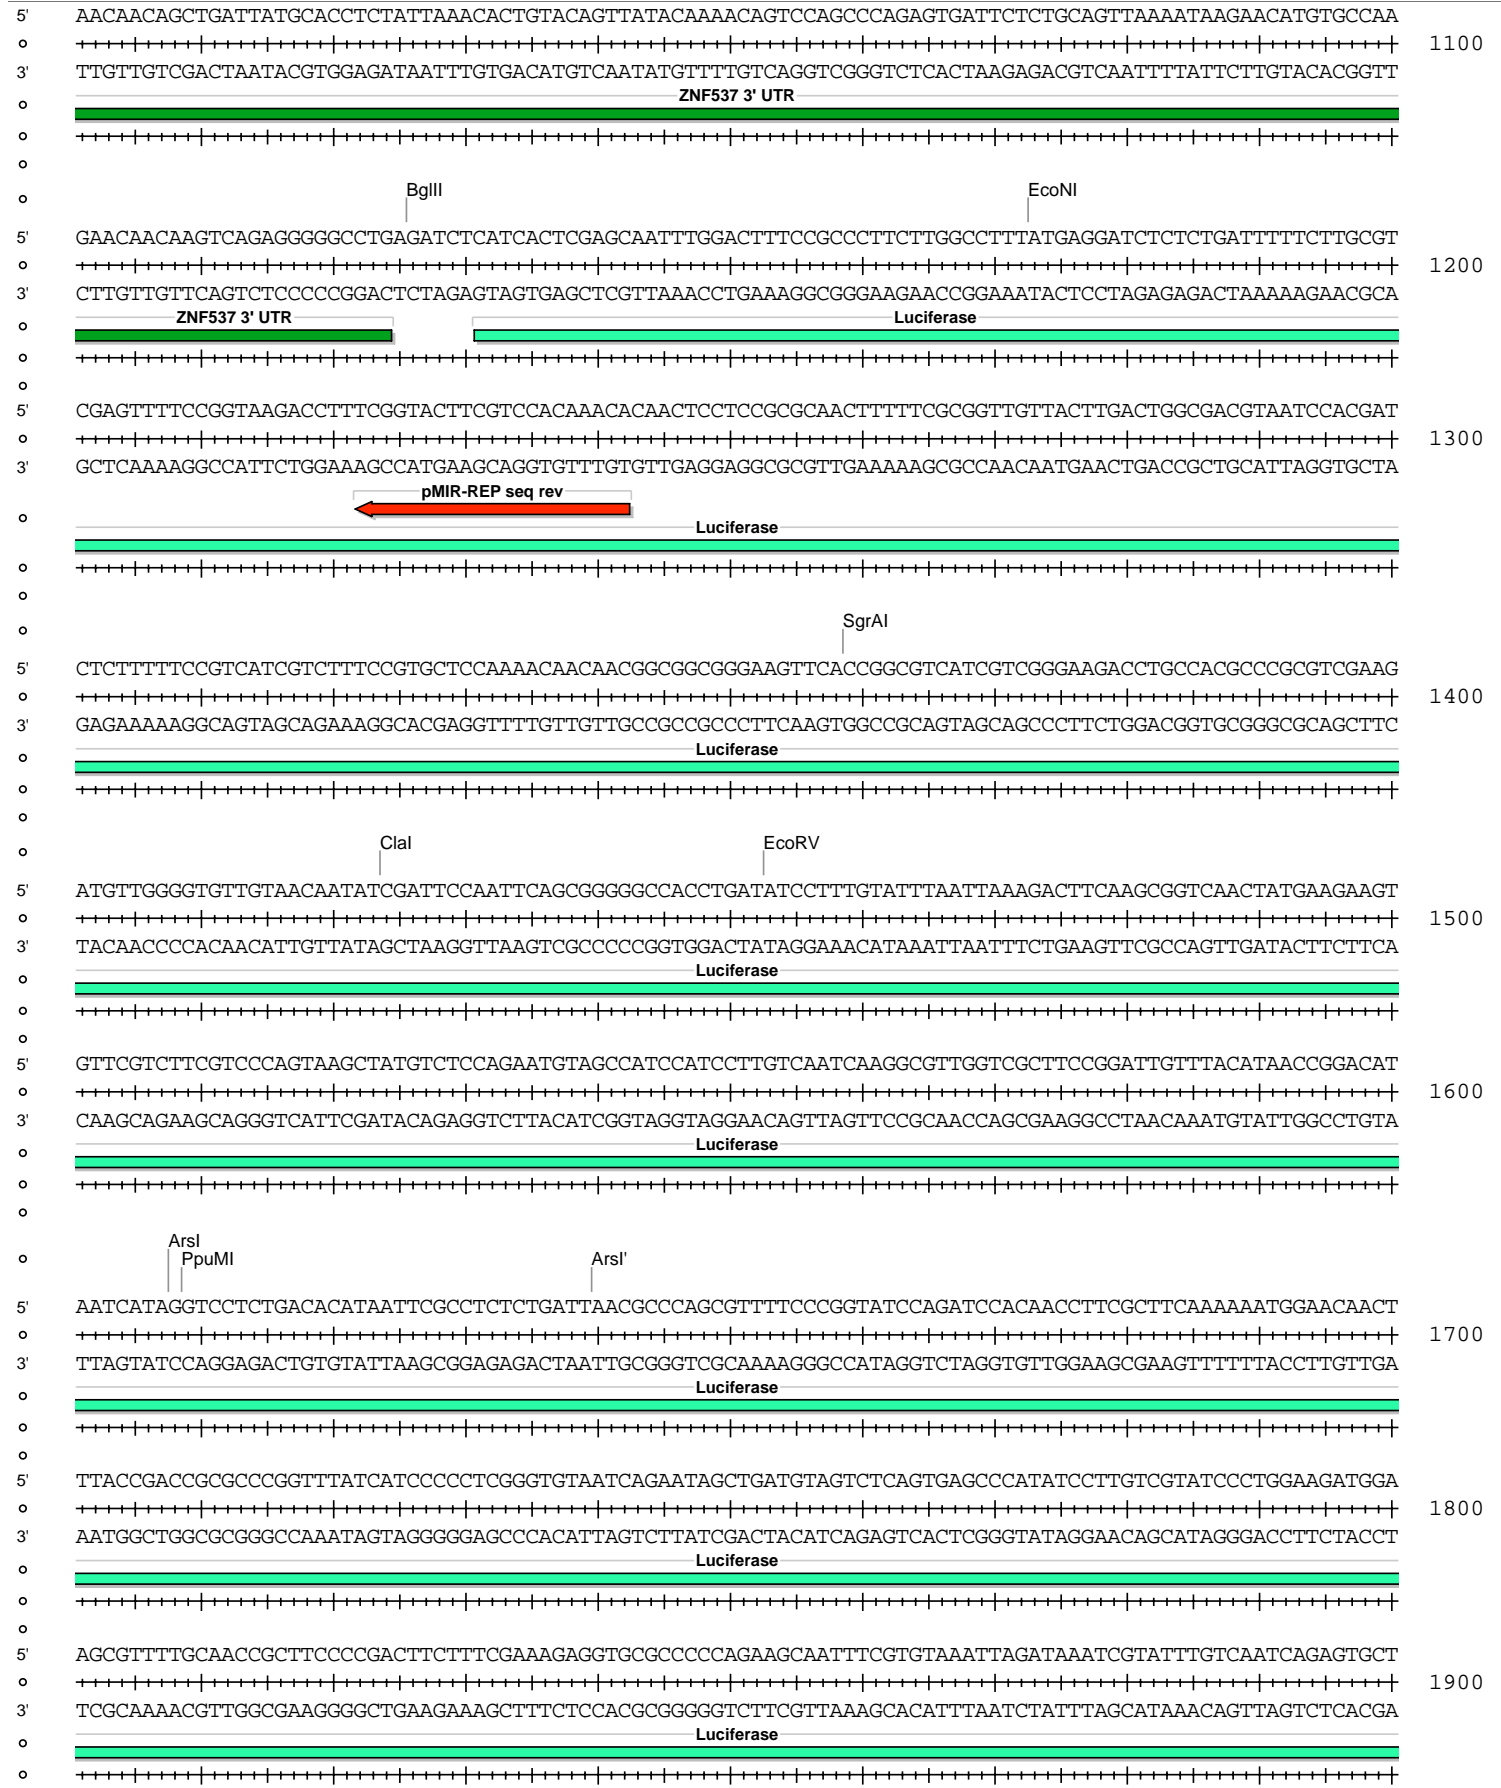 5' AACAACAGCTGATTATGCACCTCTATTAAACACTGTACAGTTATACAAAACAGTCCAGCCCAGAGTGATTCTCTGCAGTTAAAATAAGAACATGTGCCAA
1100
3' TTGTTGTCGACTAATACGTGGAGATAATTTGTGACATGTCAATATGTTTTGTCAGGTCGGGTCTCACTAAGAGACGTCAATTTTATTCTTGTACACGGTT
ZNF537 3' UTR
BglII EcoNI
5' GAACAACAAGTCAGAGGGGGCCTGAGATCTCATCACTCGAGCAATTTGGACTTTCCGCCCTTCTTGGCCTTTATGAGGATCTCTCTGATTTTTCTTGCGT
1200
3' CTTGTTGTTCAGTCTCCCCCGGACTCTAGAGTAGTGAGCTCGTTAAACCTGAAAGGCGGGAAGAACCGGAAATACTCCTAGAGAGACTAAAAAGAACGCA
ZNF537 3' UTR Luciferase
5' CGAGTTTTCCGGTAAGACCTTTCGGTACTTCGTCCACAAACACAACTCCTCCGCGCAACTTTTTCGCGGTTGTTACTTGACTGGCGACGTAATCCACGAT
1300
3' GCTCAAAAGGCCATTCTGGAAAGCCATGAAGCAGGTGTTTGTGTTGAGGAGGCGCGTTGAAAAAGCGCCAACAATGAACTGACCGCTGCATTAGGTGCTA
pMIR-REP seq rev
Luciferase
SgrAI
5' CTCTTTTTCCGTCATCGTCTTTCCGTGCTCCAAAACAACAACGGCGGCGGGAAGTTCACCGGCGTCATCGTCGGGAAGACCTGCCACGCCCGCGTCGAAG
1400
3' GAGAAAAAGGCAGTAGCAGAAAGGCACGAGGTTTTGTTGTTGCCGCCGCCCTTCAAGTGGCCGCAGTAGCAGCCCTTCTGGACGGTGCGGGCGCAGCTTC
Luciferase
ClaI EcoRV
5' ATGTTGGGGTGTTGTAACAATATCGATTCCAATTCAGCGGGGGCCACCTGATATCCTTTGTATTTAATTAAAGACTTCAAGCGGTCAACTATGAAGAAGT
1500
3' TACAACCCCACAACATTGTTATAGCTAAGGTTAAGTCGCCCCCGGTGGACTATAGGAAACATAAATTAATTTCTGAAGTTCGCCAGTTGATACTTCTTCA
Luciferase
5' GTTCGTCTTCGTCCCAGTAAGCTATGTCTCCAGAATGTAGCCATCCATCCTTGTCAATCAAGGCGTTGGTCGCTTCCGGATTGTTTACATAACCGGACAT
1600
3' CAAGCAGAAGCAGGGTCATTCGATACAGAGGTCTTACATCGGTAGGTAGGAACAGTTAGTTCCGCAACCAGCGAAGGCCTAACAAATGTATTGGCCTGTA
Luciferase
ArsI
PpuMI ArsI'
5' AATCATAGGTCCTCTGACACATAATTCGCCTCTCTGATTAACGCCCAGCGTTTTCCCGGTATCCAGATCCACAACCTTCGCTTCAAAAAATGGAACAACT
1700
3' TTAGTATCCAGGAGACTGTGTATTAAGCGGAGAGACTAATTGCGGGTCGCAAAAGGGCCATAGGTCTAGGTGTTGGAAGCGAAGTTTTTTACCTTGTTGA
Luciferase
5' TTACCGACCGCGCCCGGTTTATCATCCCCCTCGGGTGTAATCAGAATAGCTGATGTAGTCTCAGTGAGCCCATATCCTTGTCGTATCCCTGGAAGATGGA
1800
3' AATGGCTGGCGCGGGCCAAATAGTAGGGGGAGCCCACATTAGTCTTATCGACTACATCAGAGTCACTCGGGTATAGGAACAGCATAGGGACCTTCTACCT
Luciferase
5' AGCGTTTTGCAACCGCTTCCCCGACTTCTTTCGAAAGAGGTGCGCCCCCAGAAGCAATTTCGTGTAAATTAGATAAATCGTATTTGTCAATCAGAGTGCT
1900
3' TCGCAAAACGTTGGCGAAGGGGCTGAAGAAAGCTTTCTCCACGCGGGGGTCTTCGTTAAAGCACATTTAATCTATTTAGCATAAACAGTTAGTCTCACGA
Luciferase